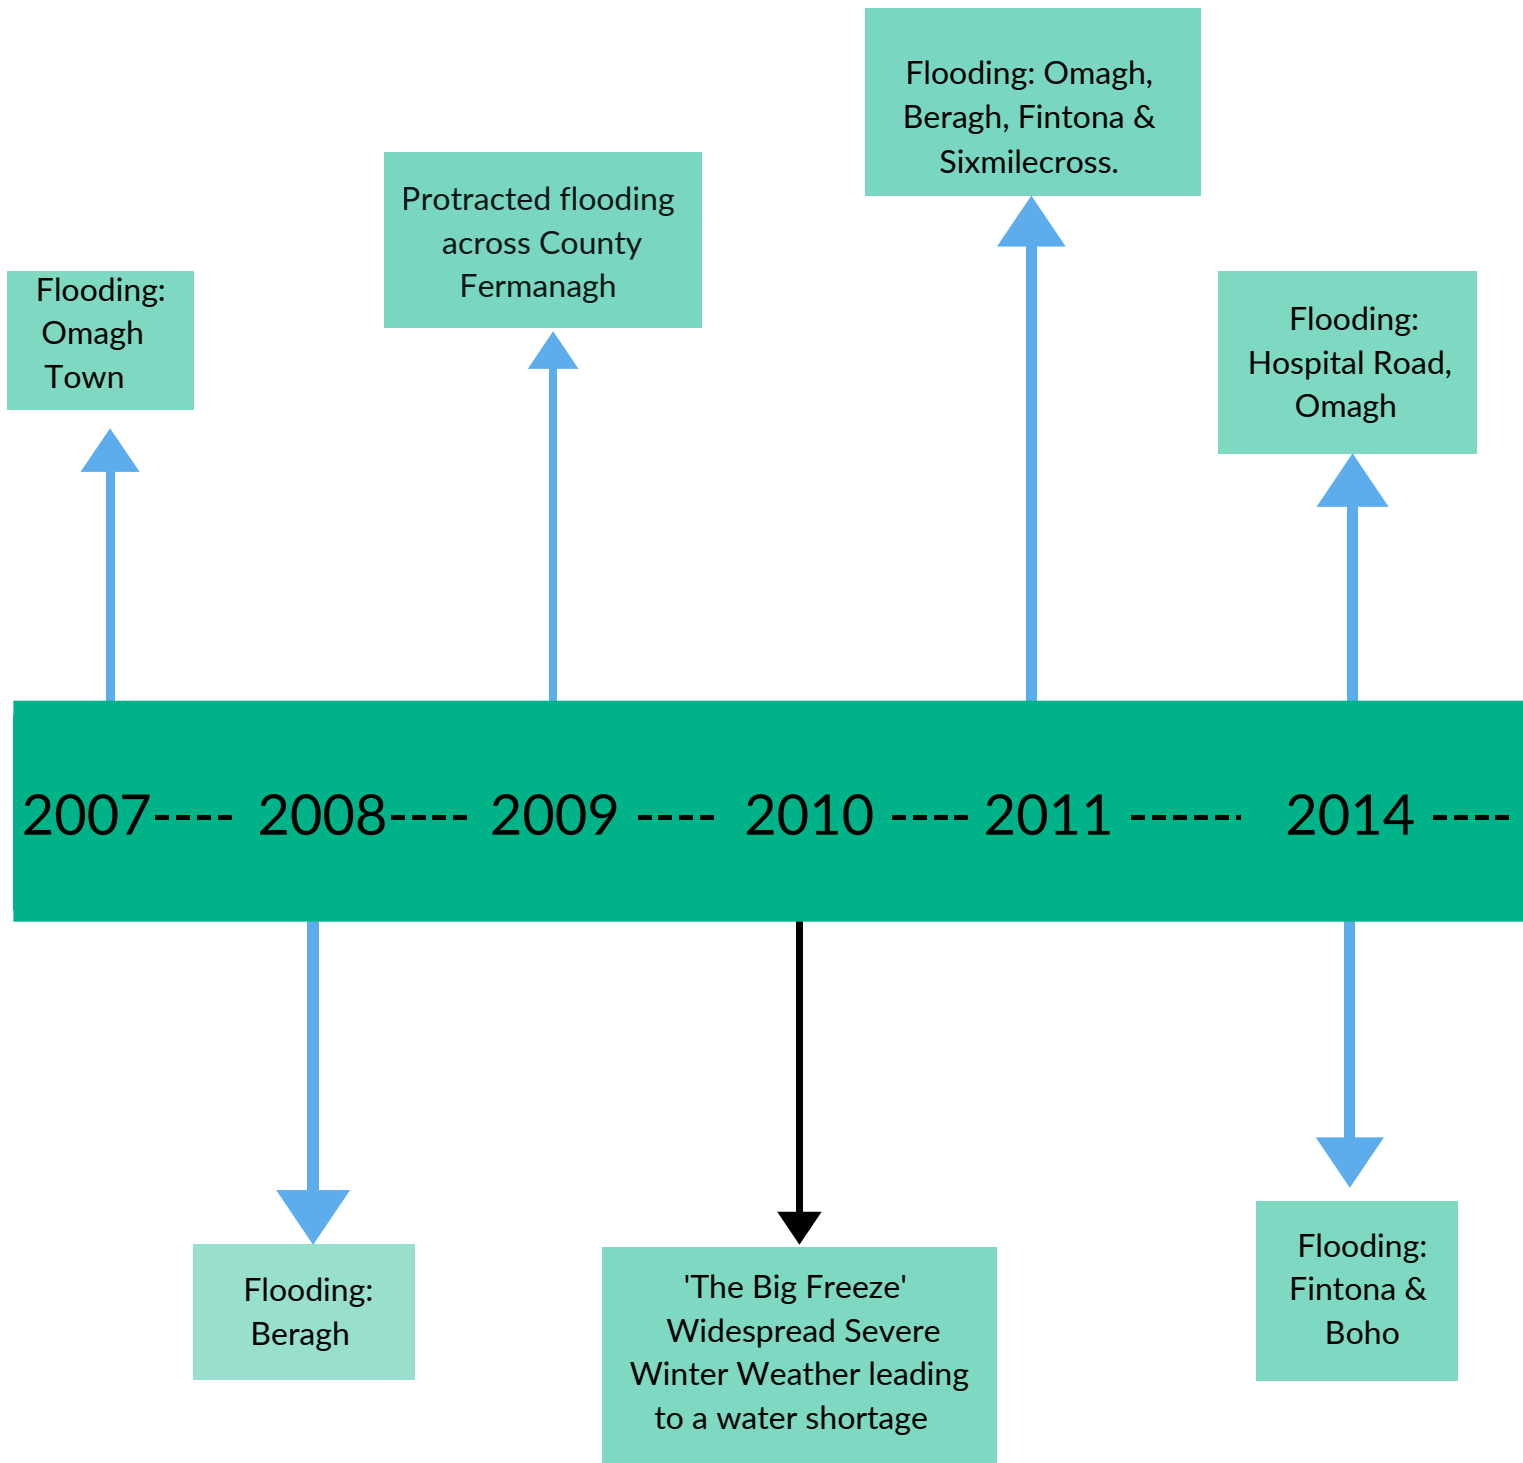 Flooding: Omagh,
Beragh, Fintona &
Sixmilecross.
Protracted flooding
across County
Fermanagh
Flooding:
Omagh
Town
Flooding:
Hospital Road,
Omagh
2007---- 2008---- 2009 ---- 2010 ---- 2011 ------ 2014 ----
Flooding:
Beragh
'The Big Freeze'
Widespread Severe
Winter Weather leading
to a water shortage
Flooding:
Fintona &
Boho